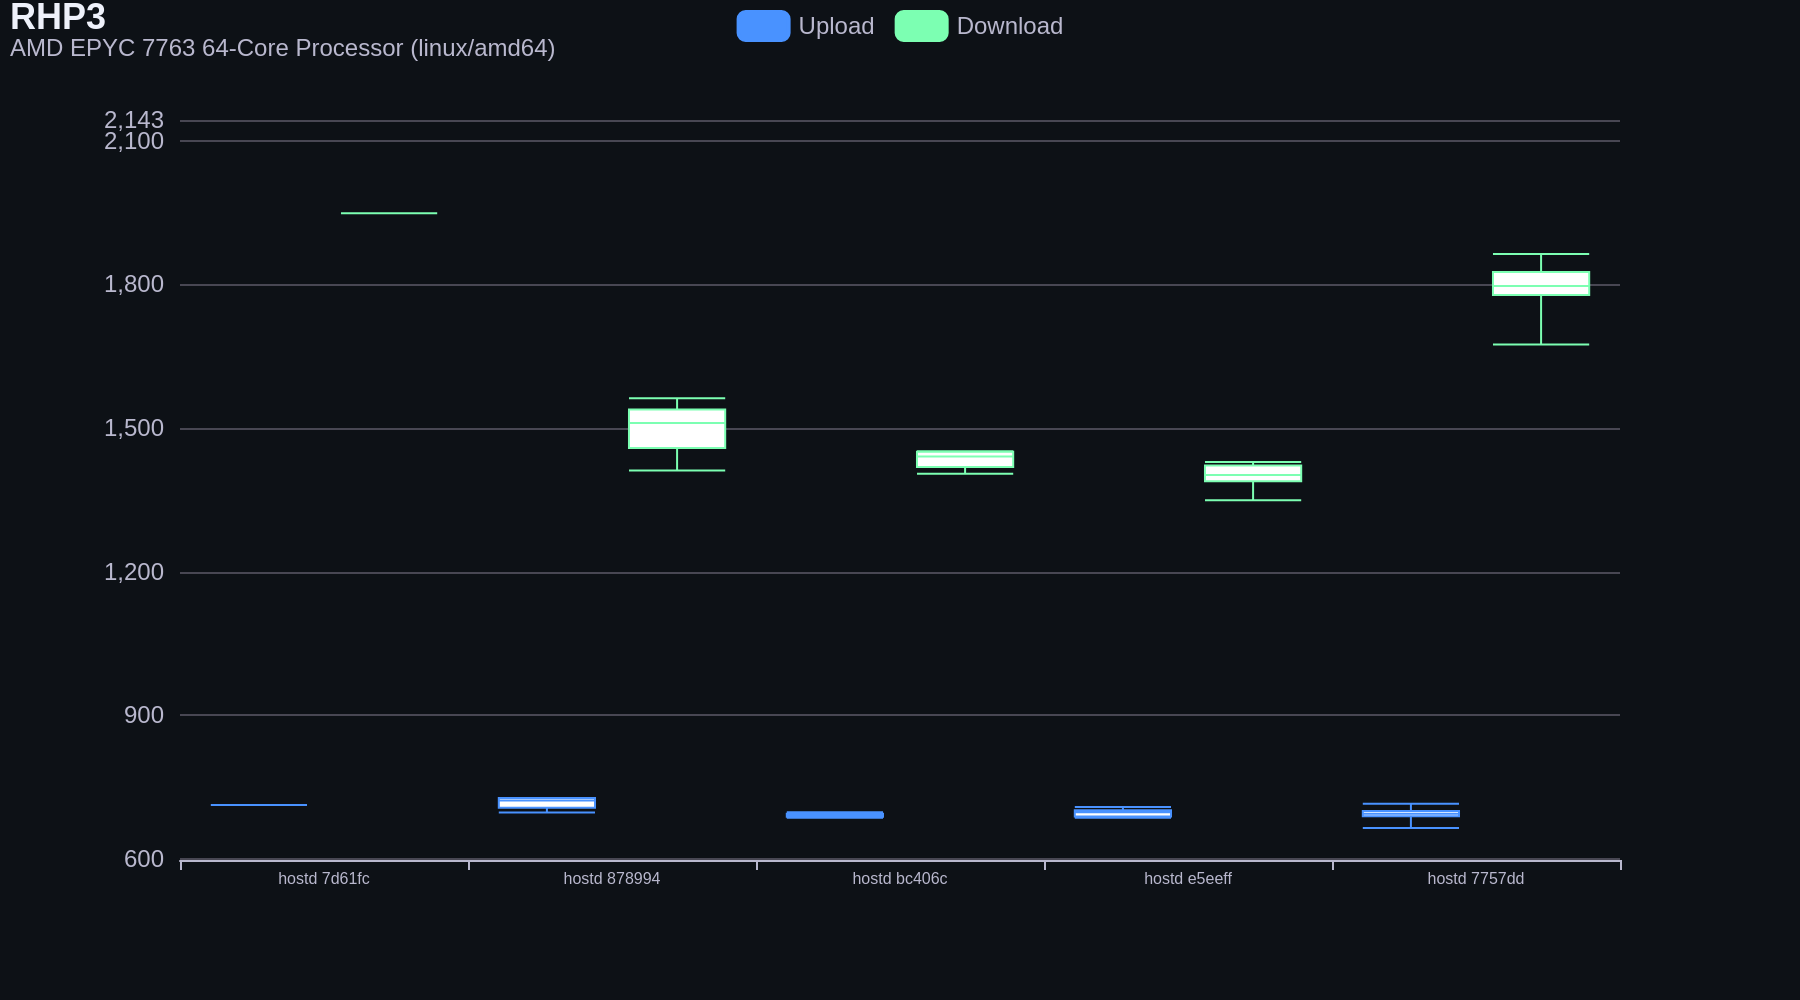 RHP3
AMD EPYC 7763 64-Core Processor (linux/amd64)
Upload
Download
2,143
2,100
1,800
1,500
1,200
900
600
hostd 7d61fc
hostd 878994
hostd bc406c
hostd e5eeff
hostd 7757dd